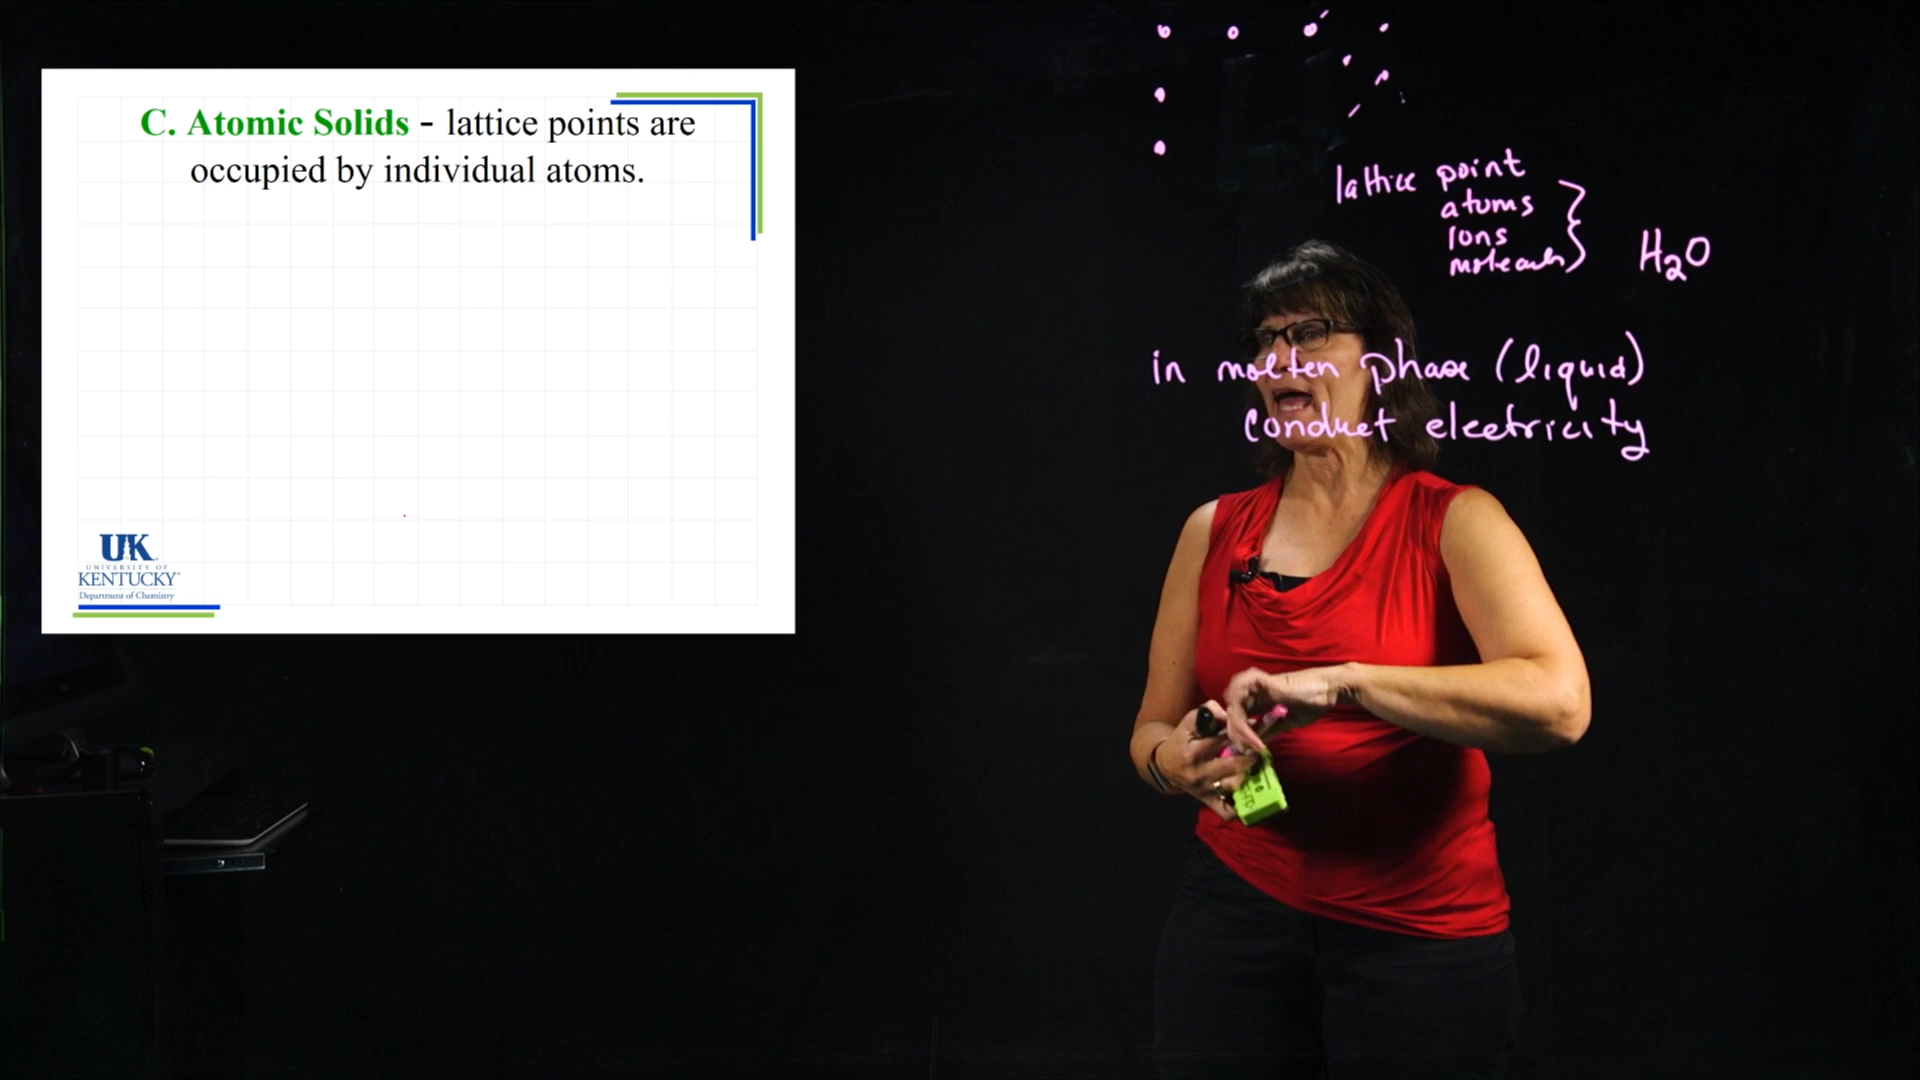 C. Atomic Solids - lattice points are
occupied by individual atoms.
UK
UNIVERSITY OF
KENTUCKY
Department of Chemistry
lattice point
atoms
Ions
H₂O
in molten phase (liquid)
conduct electricity